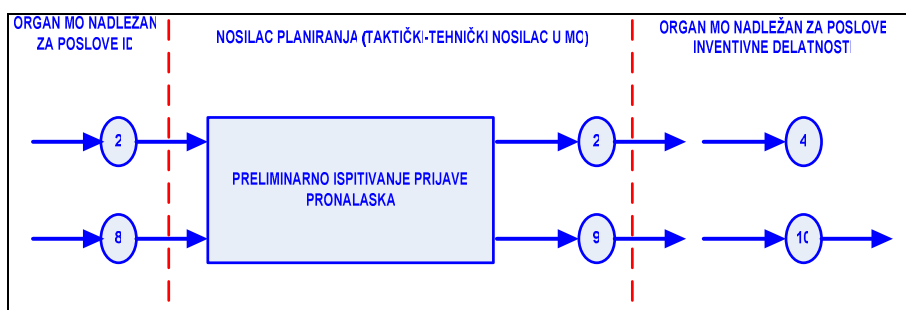 ORGAN MO NADLEŽAN
ZA POSLOVE ID
NOSILAC PLANIRANJA (TAKTIČKI-TEHNIČKI NOSILAC U MO)
ORGAN MO NADLEŽAN ZA POSLOVE
INVENTIVNE DELATNOSTI
2
2
4
PRELIMINARNO ISPITIVANJE PRIJAVE
PRONALASKA
8
9
10